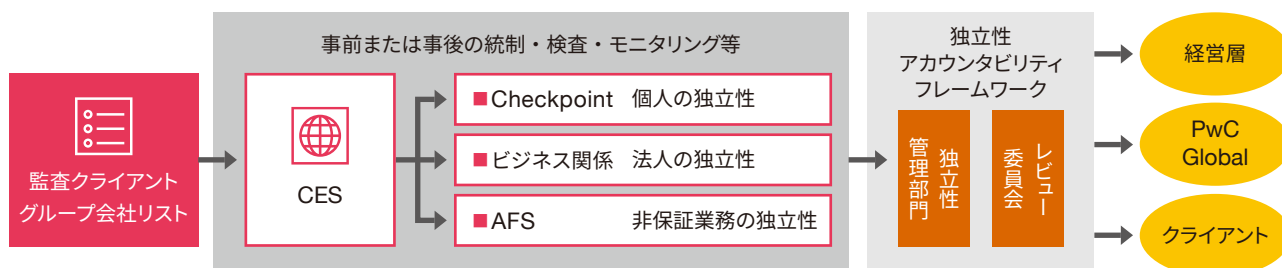 監査クライアント
グループ会社リスト
事前または事後の統制・検査・モニタリング等
CES
■Checkpoint 個人の独立性
■ビジネス関係 法人の独立性
■AFS 非保証業務の独立性
独立性
アカウンタビリティ
フレームワーク
独立性
管理部門
レビュー
委員会
経営層
PwC
Global
クライアント